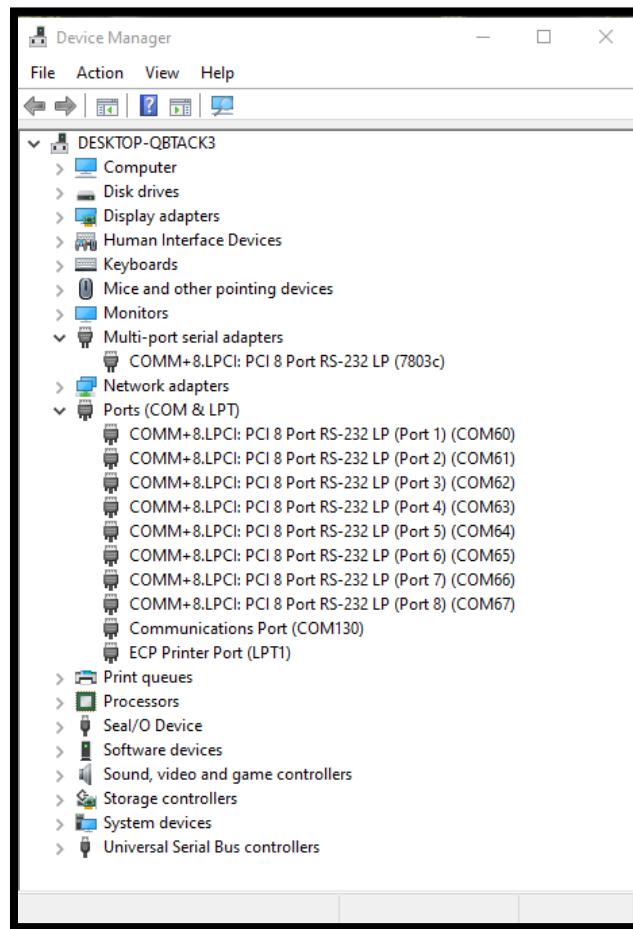 Device Manager
File Action View Help
DESKTOP-QBTACK3
Computer
Disk drives
Display adapters
Human Interface Devices
Keyboards
Mice and other pointing devices
Monitors
Multi-port serial adapters
COMM+8.LPCI: PCI 8 Port RS-232 LP (7803c)
Network adapters
Ports (COM & LPT)
COMM+8.LPCI: PCI 8 Port RS-232 LP (Port 1) (COM60)
COMM+8.LPCI: PCI 8 Port RS-232 LP (Port 2) (COM61)
COMM+8.LPCI: PCI 8 Port RS-232 LP (Port 3) (COM62)
COMM+8.LPCI: PCI 8 Port RS-232 LP (Port 4) (COM63)
COMM+8.LPCI: PCI 8 Port RS-232 LP (Port 5) (COM64)
COMM+8.LPCI: PCI 8 Port RS-232 LP (Port 6) (COM65)
COMM+8.LPCI: PCI 8 Port RS-232 LP (Port 7) (COM66)
COMM+8.LPCI: PCI 8 Port RS-232 LP (Port 8) (COM67)
Communications Port (COM130)
ECP Printer Port (LPT1)
Print queues
Processors
SeaI/O Device
Software devices
Sound, video and game controllers
Storage controllers
System devices
Universal Serial Bus controllers